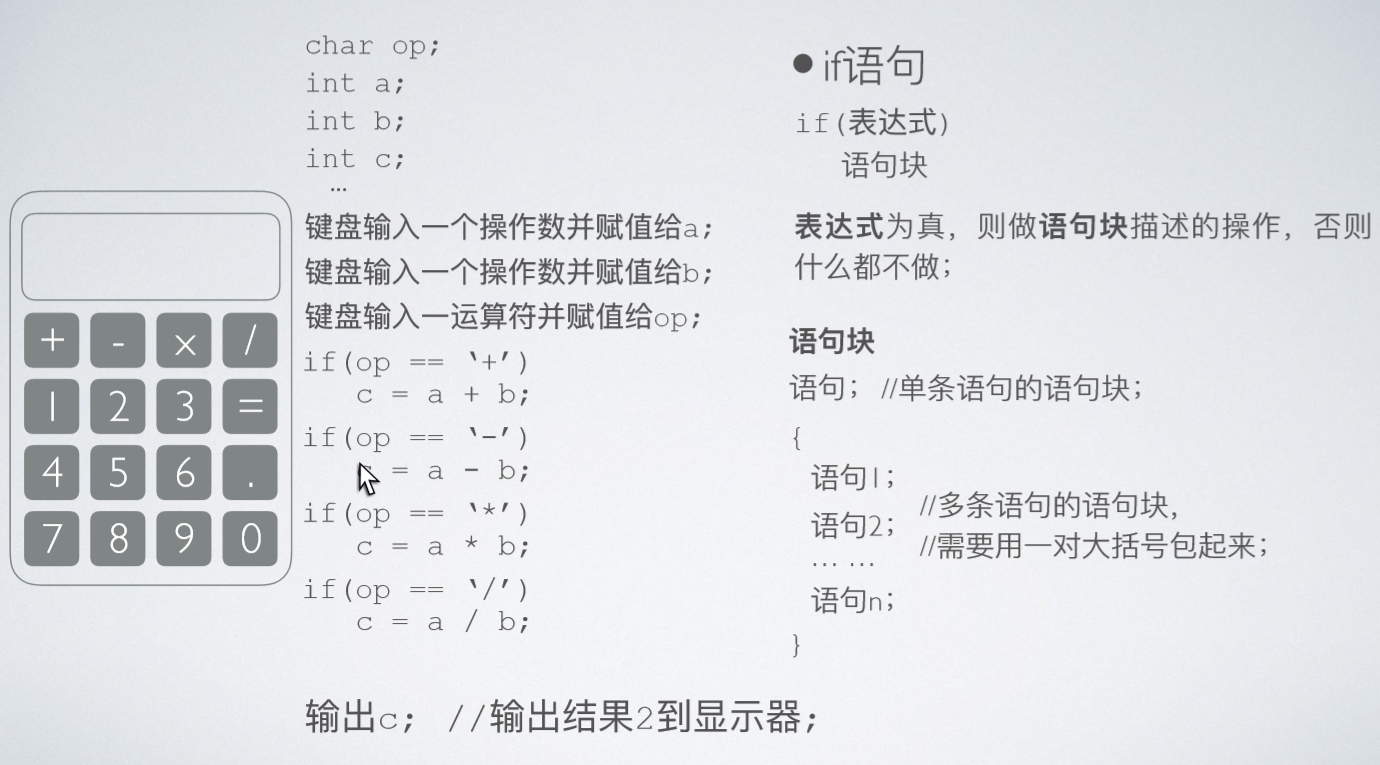 + - × /
1 2 3 =
4 5 6 .
7 8 9 0
char op;
int a;
int b;
int c;
…
键盘输入一个操作数并赋值给a;
键盘输入一个操作数并赋值给b;
键盘输入一运算符并赋值给op;
if(op == ‘+’)
c = a + b;
if(op == ‘-’)
= a - b;
if(op == ‘*’)
c = a * b;
if(op == ‘/’)
c = a / b;
输出c; //输出结果2到显示器;
●if语句
if(表达式)
语句块
表达式为真，则做语句块描述的操作，否则
什么都不做；
语句块
语句；//单条语句的语句块；
{
语句1；
语句2；
… …
语句n；
}
//多条语句的语句块，
//需要用一对大括号包起来；